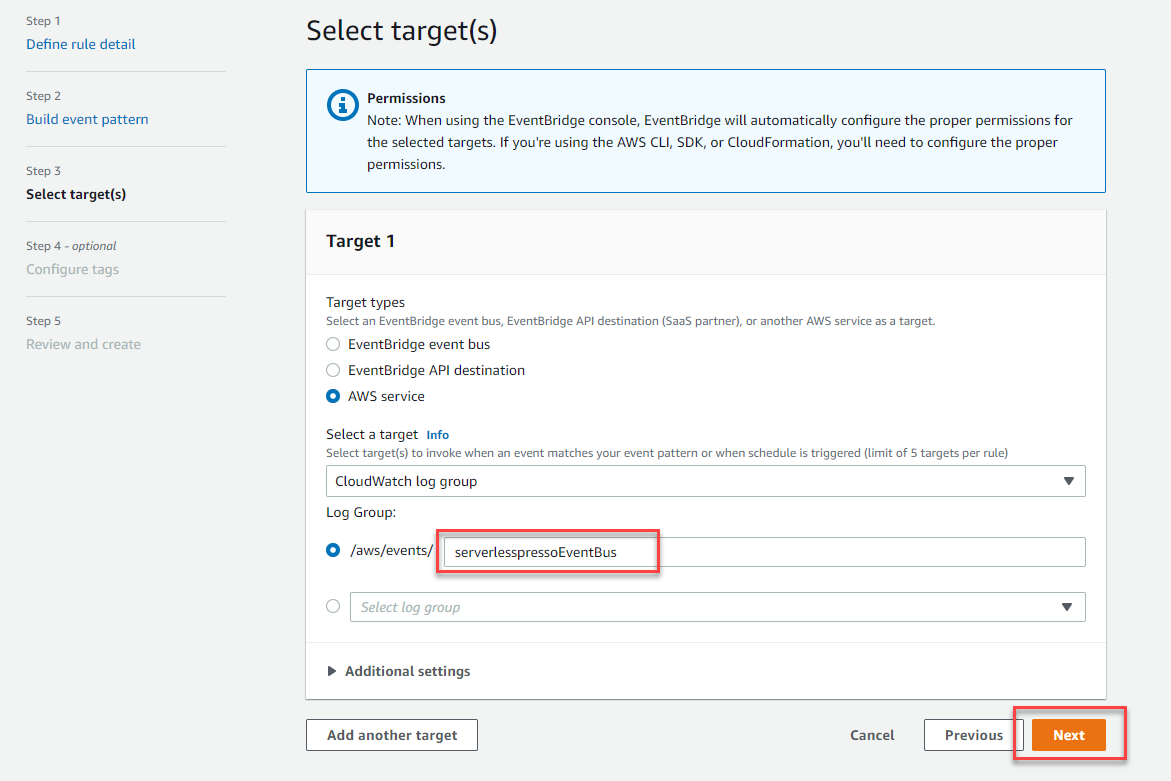 Step 1
Define rule detail
Step 2
Build event pattern
Step 3
Select target(s)
Step 4 - optional
Configure tags
Step 5
Review and create
Select target(s)
Permissions
Note: When using the EventBridge console, EventBridge will automatically configure the proper permissions for
the selected targets. If you're using the AWS CLI, SDK, or CloudFormation, you'll need to configure the proper
permissions.
Target 1
Target types
Select an EventBridge event bus, EventBridge API destination (SaaS partner), or another AWS service as a target.
EventBridge event bus
EventBridge API destination
AWS service
Select a target Info
Select target(s) to invoke when an event matches your event pattern or when schedule is triggered (limit of 5 targets per rule)
CloudWatch log group
Log Group:
/aws/events/ serverlesspressoEventBus
Select log group
Additional settings
Add another target Cancel Previous Next